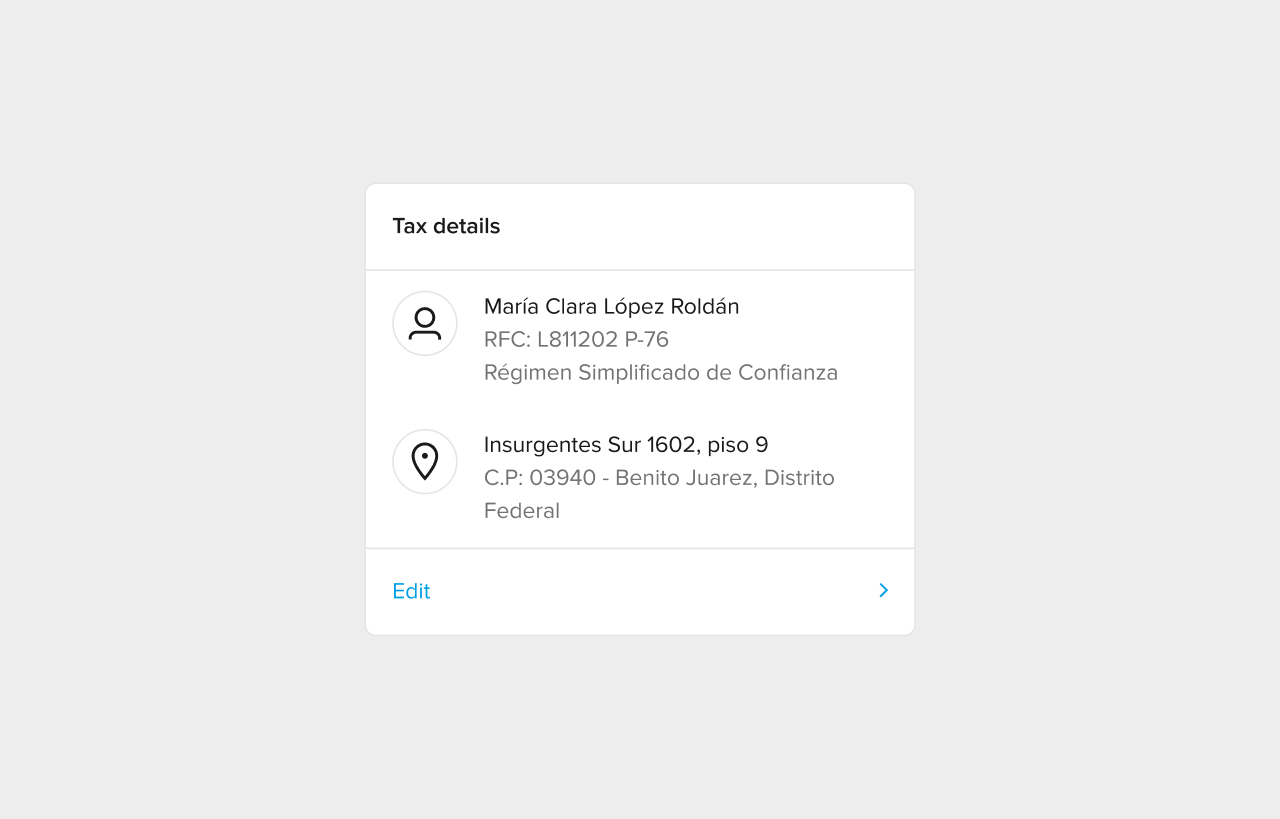 Tax details
María Clara López Roldán
RFC: L811202 P-76
Régimen Simplificado de Confianza
Insurgentes Sur 1602, piso 9
C.P: 03940 - Benito Juarez, Distrito
Federal
Edit